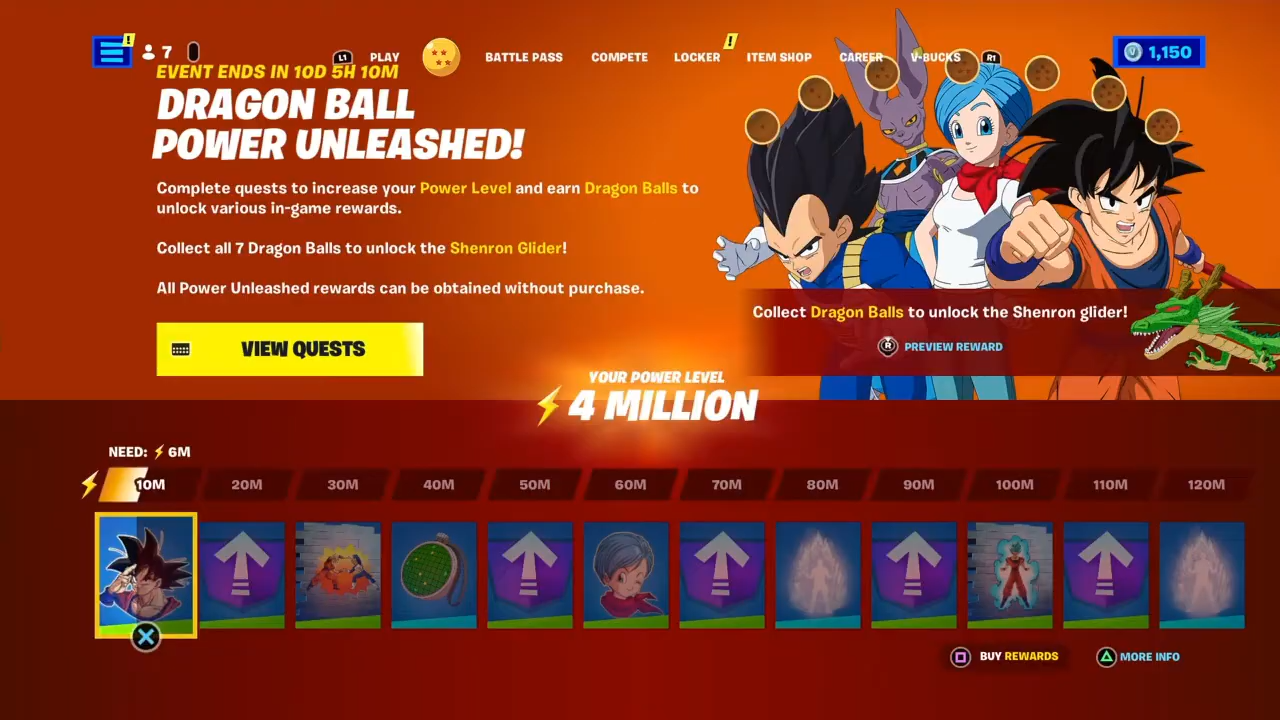 !
7
L1
PLAY
BATTLE PASS
COMPETE
LOCKER
!
ITEM SHOP
CAREER
V-BUCKS
R1
V
1,150
EVENT ENDS IN 10D 5H 10M
DRAGON BALL
POWER UNLEASHED!
Complete quests to increase your Power Level and earn Dragon Balls to
unlock various in-game rewards.
Collect all 7 Dragon Balls to unlock the Shenron Glider!
All Power Unleashed rewards can be obtained without purchase.
Collect Dragon Balls to unlock the Shenron glider!
R
PREVIEW REWARD
VIEW QUESTS
YOUR POWER LEVEL
4 MILLION
NEED: 6M
10M
20M
30M
40M
50M
60M
70M
80M
90M
100M
110M
120M
BUY REWARDS
MORE INFO